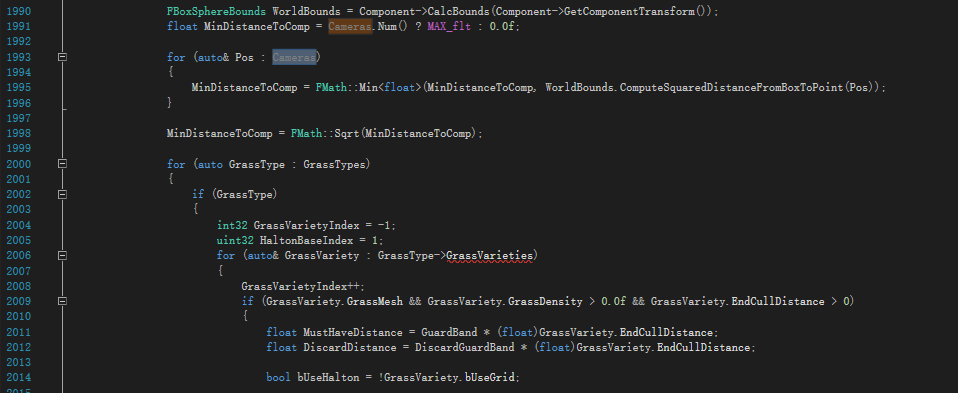 1990 FBoxSphereBounds WorldBounds = Component->CalcBounds(Component->GetComponentTransform());
1991 float MinDistanceToComp = Cameras.Num() ? MAX_flt : 0.0f;
1992
1993 for (auto& Pos : Cameras)
1994 {
1995 MinDistanceToComp = FMath::Min<float>(MinDistanceToComp, WorldBounds.ComputeSquaredDistanceFromBoxToPoint(Pos));
1996 }
1997
1998 MinDistanceToComp = FMath::Sqrt(MinDistanceToComp);
1999
2000 for (auto GrassType : GrassTypes)
2001 {
2002 if (GrassType)
2003 {
2004 int32 GrassVarietyIndex = -1;
2005 uint32 HaltonBaseIndex = 1;
2006 for (auto& GrassVariety : GrassType->GrassVarieties)
2007 {
2008 GrassVarietyIndex++;
2009 if (GrassVariety.GrassMesh && GrassVariety.GrassDensity > 0.0f && GrassVariety.EndCullDistance > 0)
2010 {
2011 float MustHaveDistance = GuardBand * (float)GrassVariety.EndCullDistance;
2012 float DiscardDistance = DiscardGuardBand * (float)GrassVariety.EndCullDistance;
2013
2014 bool bUseHalton = !GrassVariety.bUseGrid;
2015